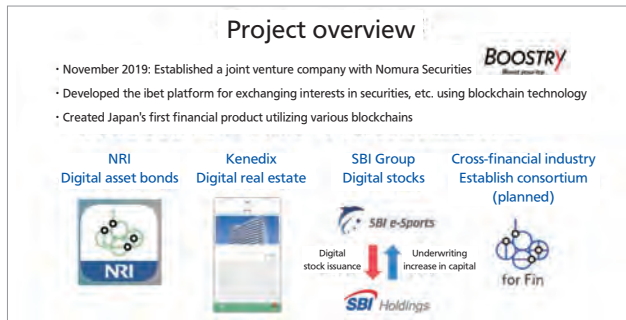 Project overview
・November 2019: Established a joint venture company with Nomura Securities
BOOSTRY
・Developed the ibet platform for exchanging interests in securities, etc. using blockchain technology
・Created Japan's first financial product utilizing various blockchains
NRI
Digital asset bonds
NRI
Kenedix
Digital real estate
SBI Group
Digital stocks
SBI e-Sports
Digital
stock issuance
Underwriting
increase in capital
SBI Holdings
Cross-financial industry
Establish consortium
(planned)
for Fin